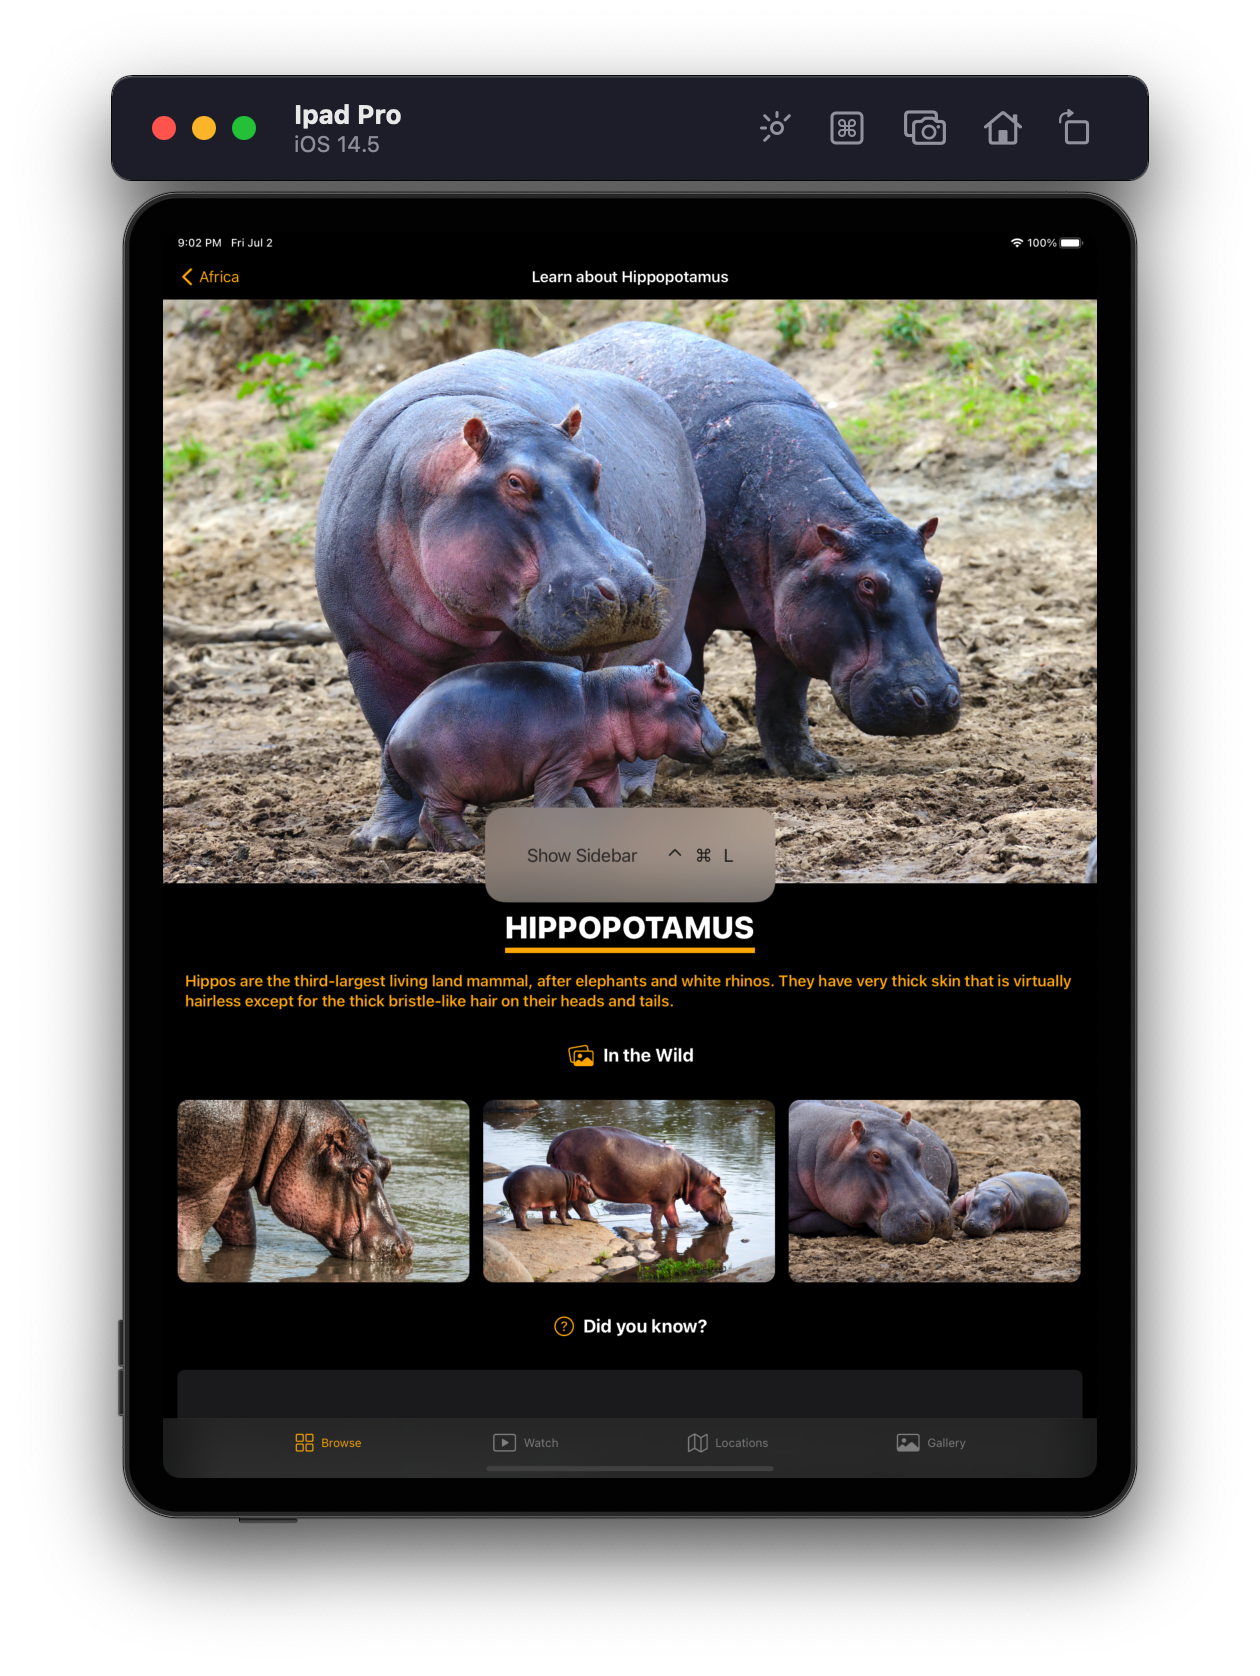 Ipad Pro
iOS 14.5
9:02 PM Fri Jul 2
100%
Africa
Learn about Hippopotamus
Show Sidebar ^ ⌘ L
HIPPOPOTAMUS
Hippos are the third-largest living land mammal, after elephants and white rhinos. They have very thick skin that is virtually
hairless except for the thick bristle-like hair on their heads and tails.
In the Wild
Did you know?
Browse
Watch
Locations
Gallery